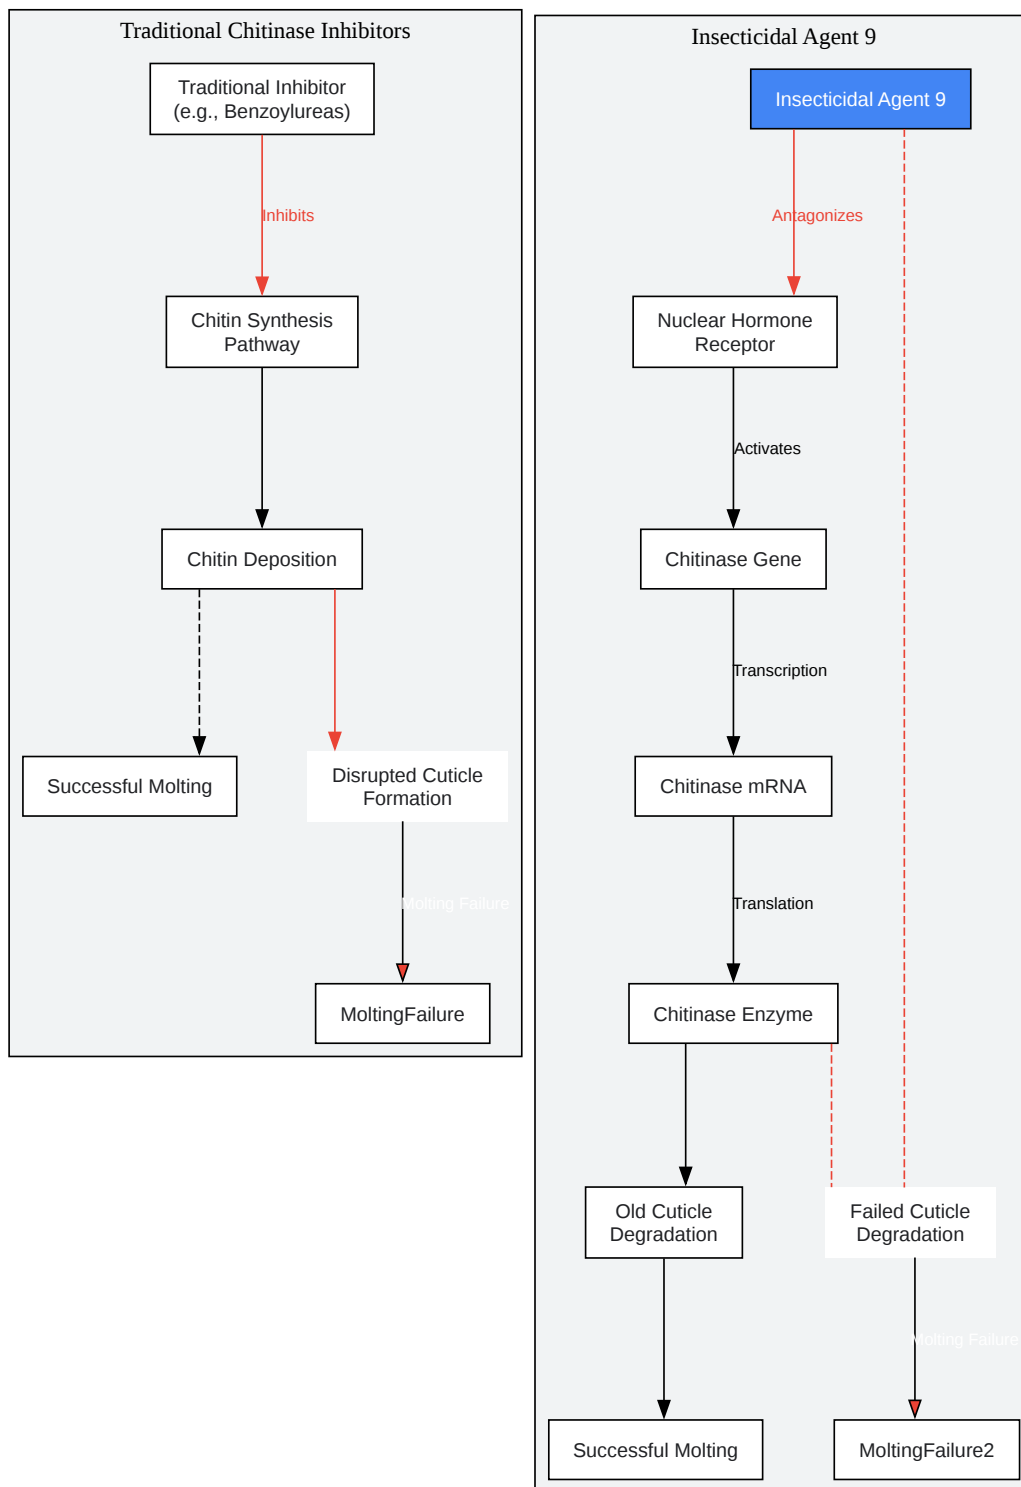 Traditional Chitinase Inhibitors
Traditional Inhibitor
(e.g., Benzoylureas)
Inhibits
Chitin Synthesis
Pathway
Chitin Deposition
Successful Molting
Disrupted Cuticle
Formation
Molting Failure
MoltingFailure
Insecticidal Agent 9
Insecticidal Agent 9
Antagonizes
Nuclear Hormone
Receptor
Activates
Chitinase Gene
Transcription
Chitinase mRNA
Translation
Chitinase Enzyme
Old Cuticle
Degradation
Failed Cuticle
Degradation
Molting Failure
Successful Molting
MoltingFailure2